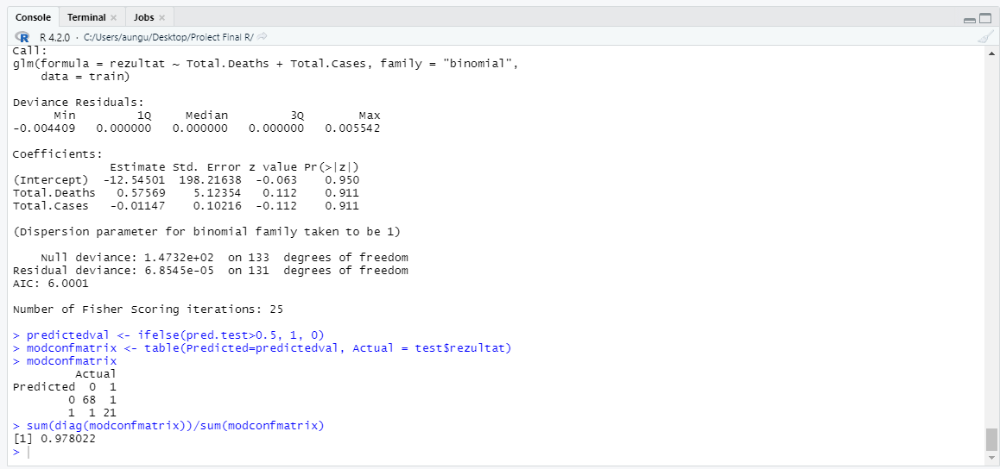 Console Terminal Jobs
R 4.2.0 · C:/Users/aungu/Desktop/Proiect Final R/
Call:
glm(formula = rezultat ~ Total.Deaths + Total.Cases, family = "binomial",
    data = train)

Deviance Residuals:
      Min         1Q     Median         3Q        Max
-0.004409   0.000000   0.000000   0.000000   0.005542

Coefficients:
              Estimate Std. Error z value Pr(>|z|)
(Intercept)  -12.54501  198.21638  -0.063    0.950
Total.Deaths   0.57569    5.12354   0.112    0.911
Total.Cases   -0.01147    0.10216  -0.112    0.911

(Dispersion parameter for binomial family taken to be 1)

    Null deviance: 1.4732e+02  on 133  degrees of freedom
Residual deviance: 6.8545e-05  on 131  degrees of freedom
AIC: 6.0001

Number of Fisher Scoring iterations: 25

> predictedval <- ifelse(pred.test>0.5, 1, 0)
> modconfmatrix <- table(Predicted=predictedval, Actual = test$rezultat)
> modconfmatrix
         Actual
Predicted  0  1
        0 68  1
        1  1 21
> sum(diag(modconfmatrix))/sum(modconfmatrix)
[1] 0.978022
>